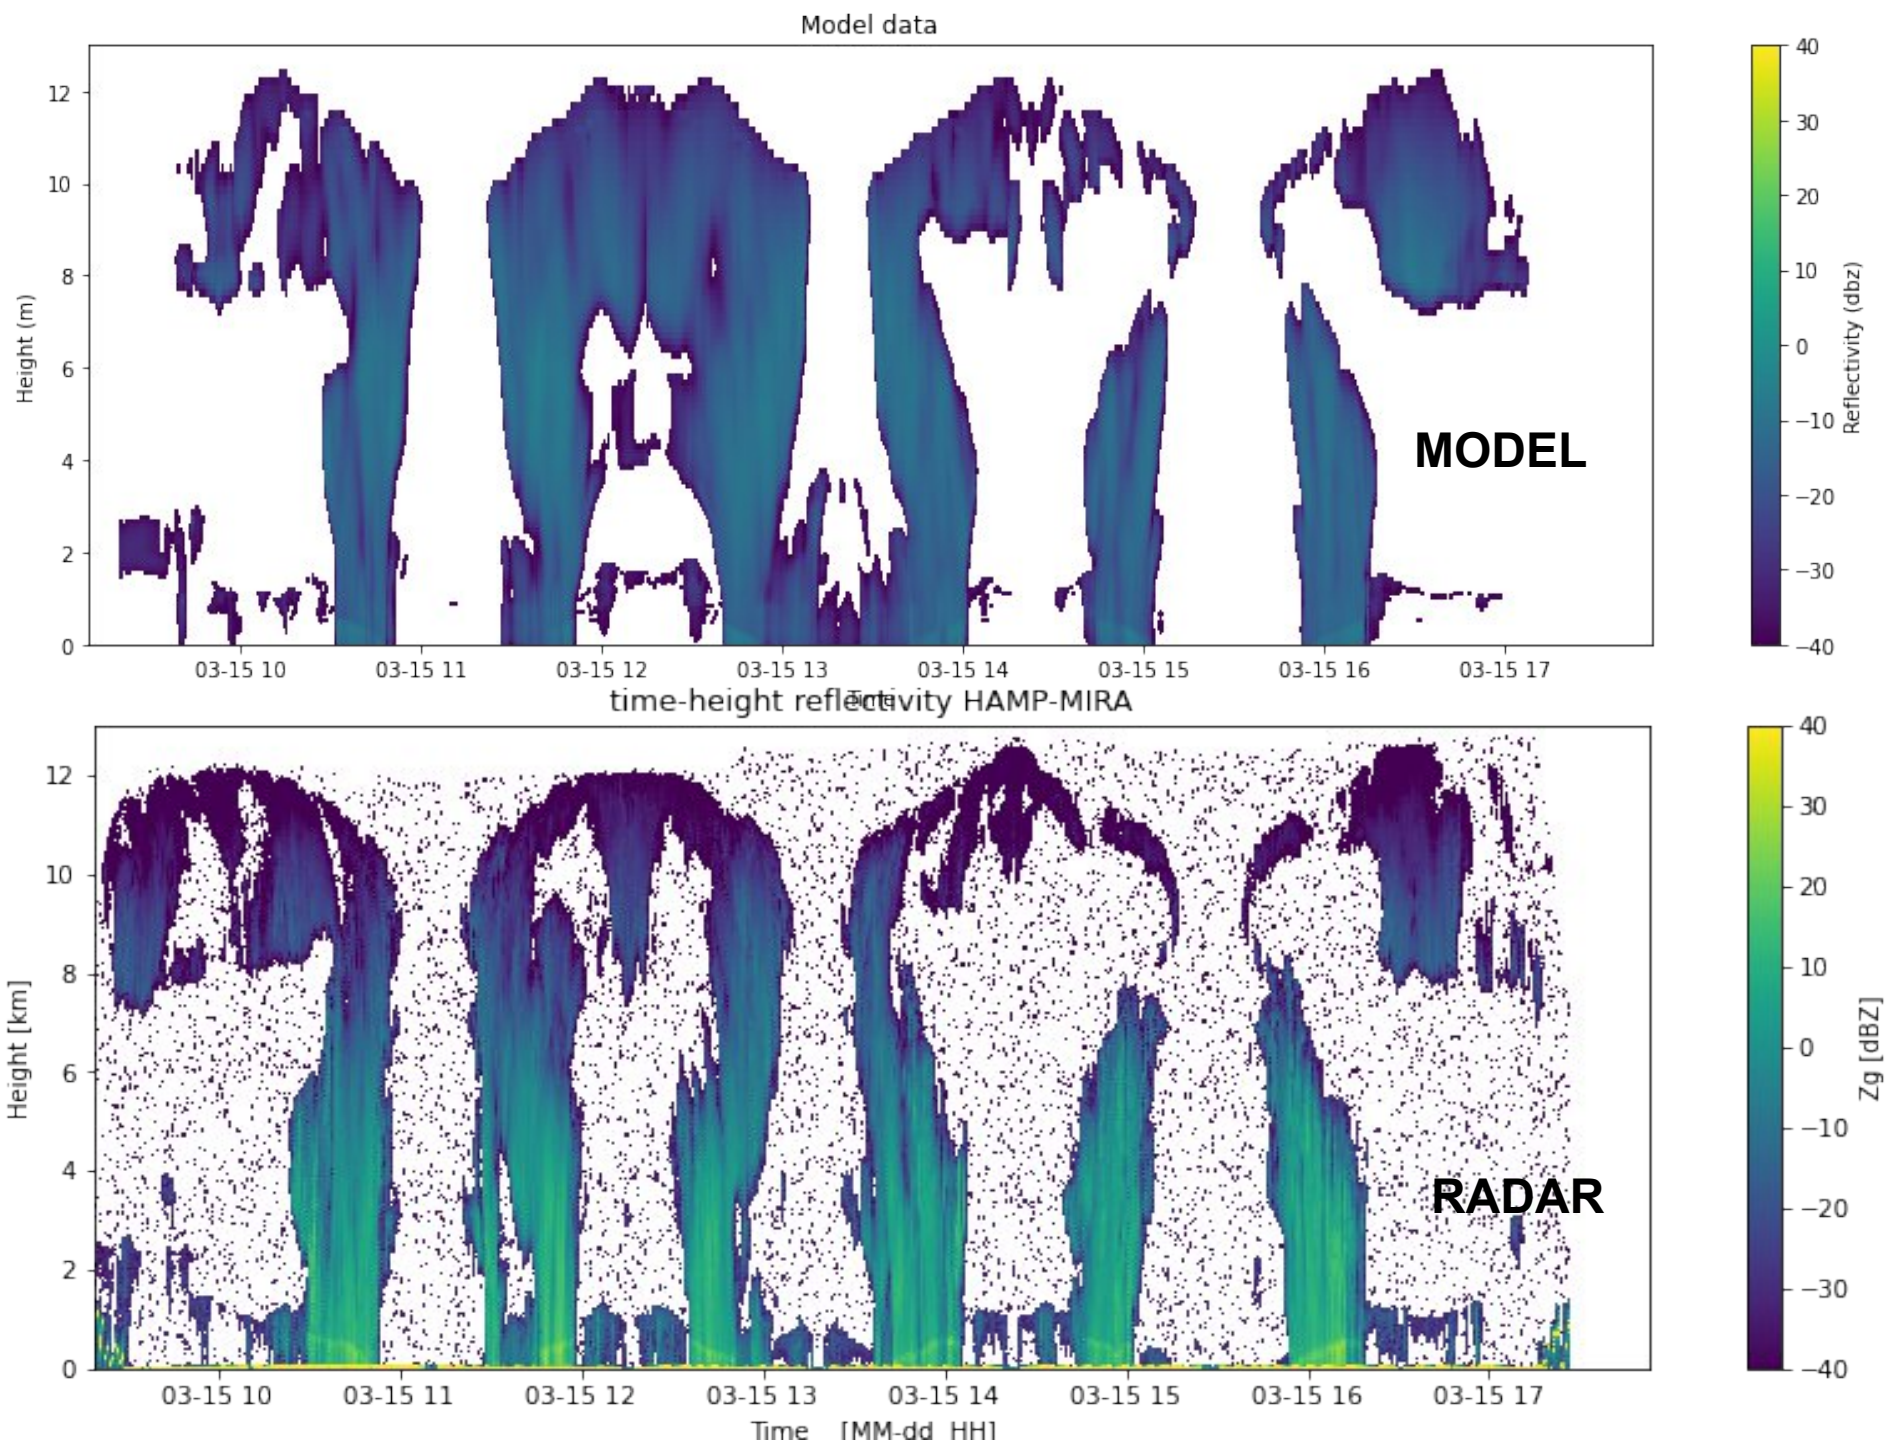 Model data
Height (m)
12
10
8
6
4
2
0
MODEL
40
30
20
10
0
−10
−20
−30
−40
Reflectivity (dbz)
03-15 10 03-15 11 03-15 12 03-15 13 03-15 14 03-15 15 03-15 16 03-15 17
Time
time-height reflectivity HAMP-MIRA
Height [km]
12
10
8
6
4
2
0
RADAR
40
30
20
10
0
−10
−20
−30
−40
Zg [dBZ]
03-15 10 03-15 11 03-15 12 03-15 13 03-15 14 03-15 15 03-15 16 03-15 17
Time [MM-dd HH]